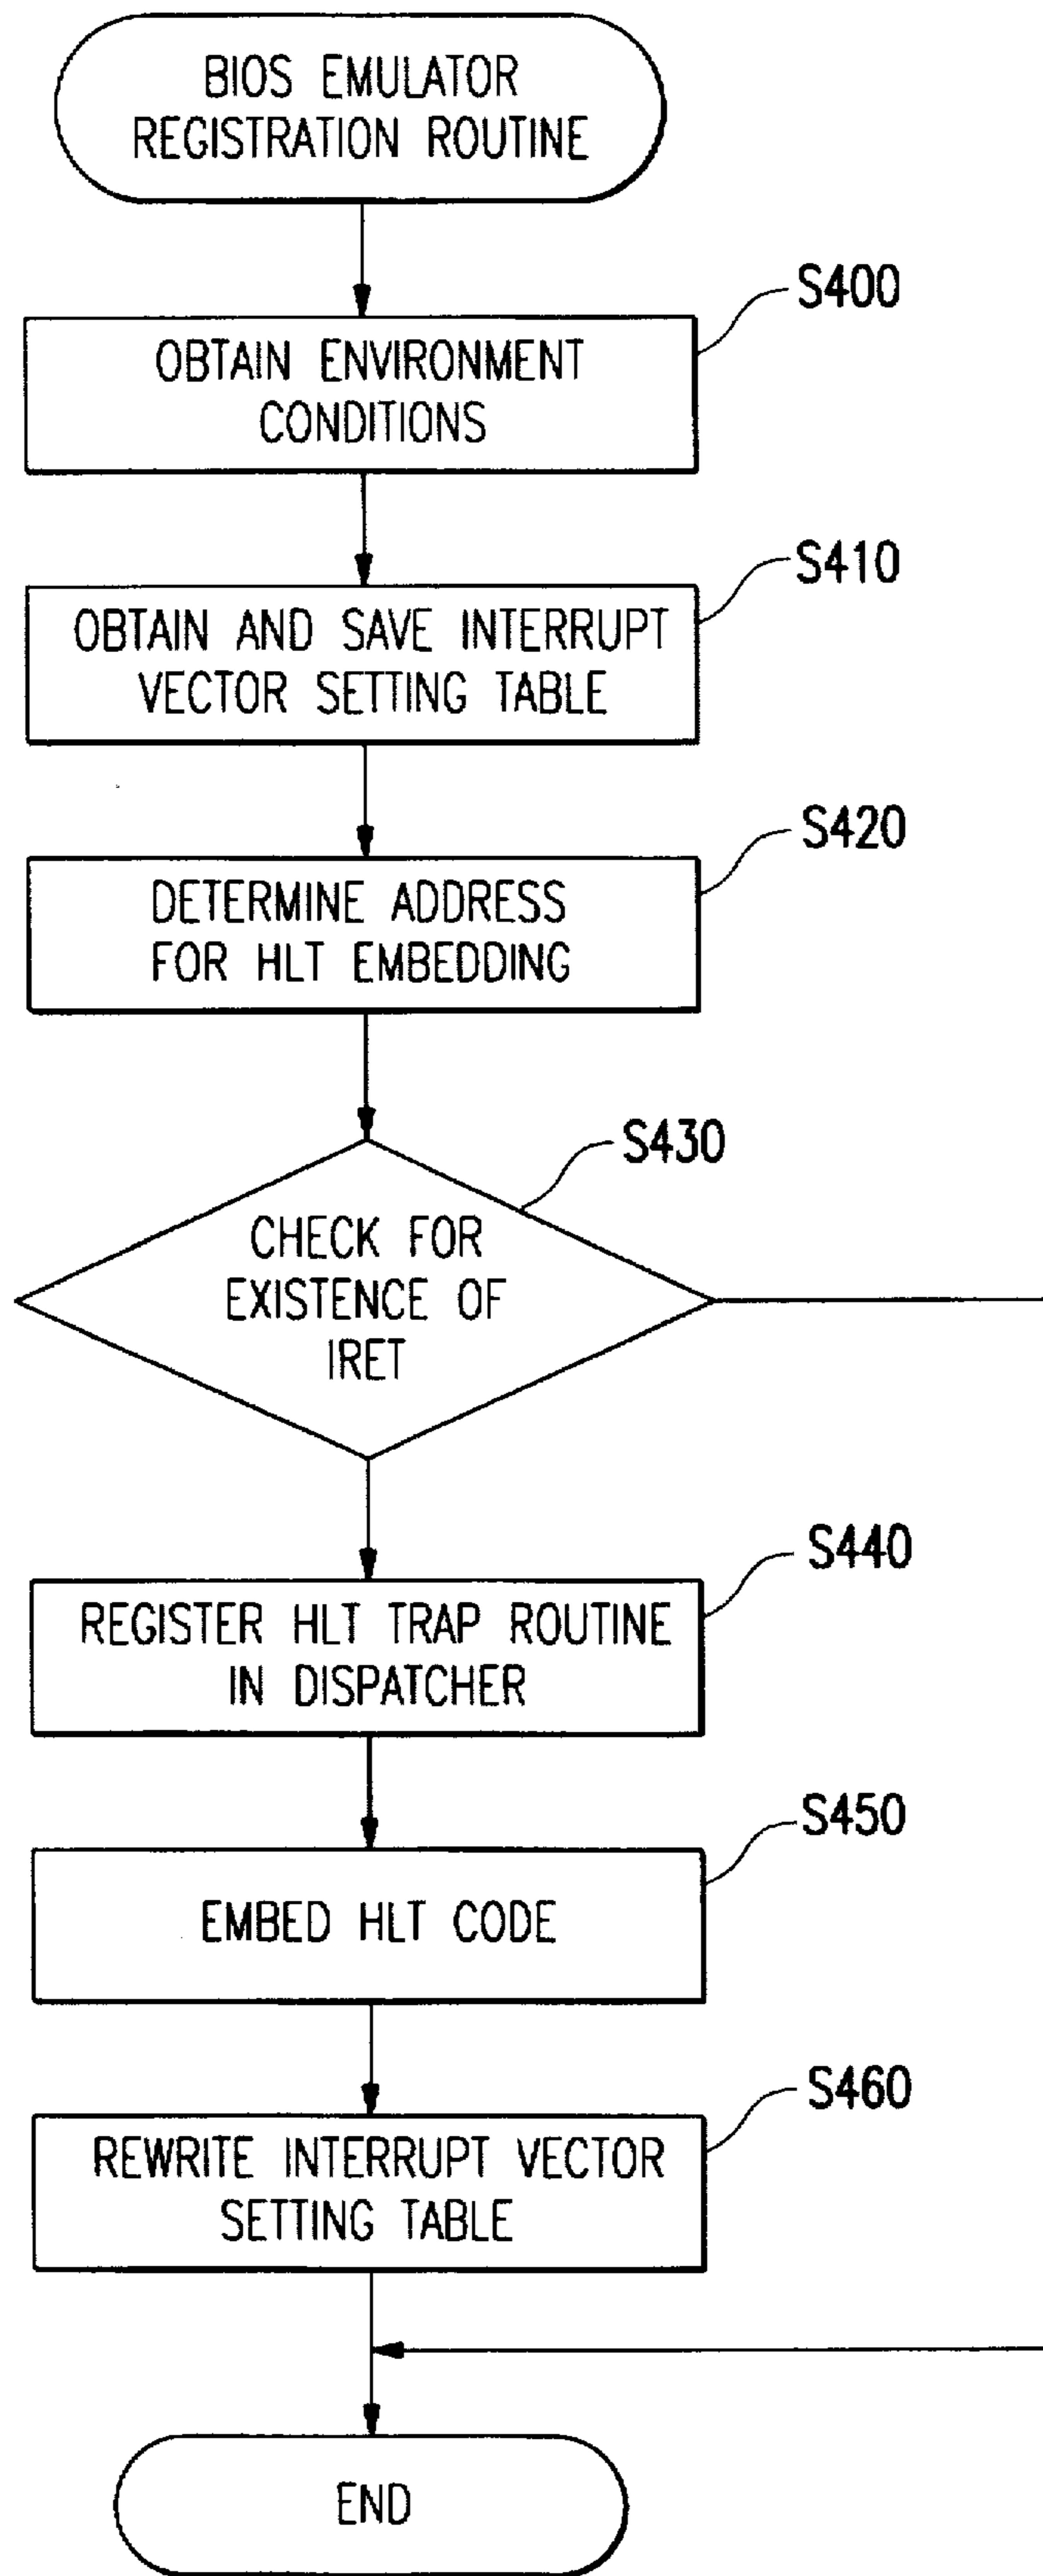 BIOS EMULATOR
REGISTRATION ROUTINE
S400
OBTAIN ENVIRONMENT
CONDITIONS
S410
OBTAIN AND SAVE INTERRUPT
VECTOR SETTING TABLE
S420
DETERMINE ADDRESS
FOR HLT EMBEDDING
S430
CHECK FOR
EXISTENCE OF
IRET
S440
REGISTER HLT TRAP ROUTINE
IN DISPATCHER
S450
EMBED HLT CODE
S460
REWRITE INTERRUPT VECTOR
SETTING TABLE
END